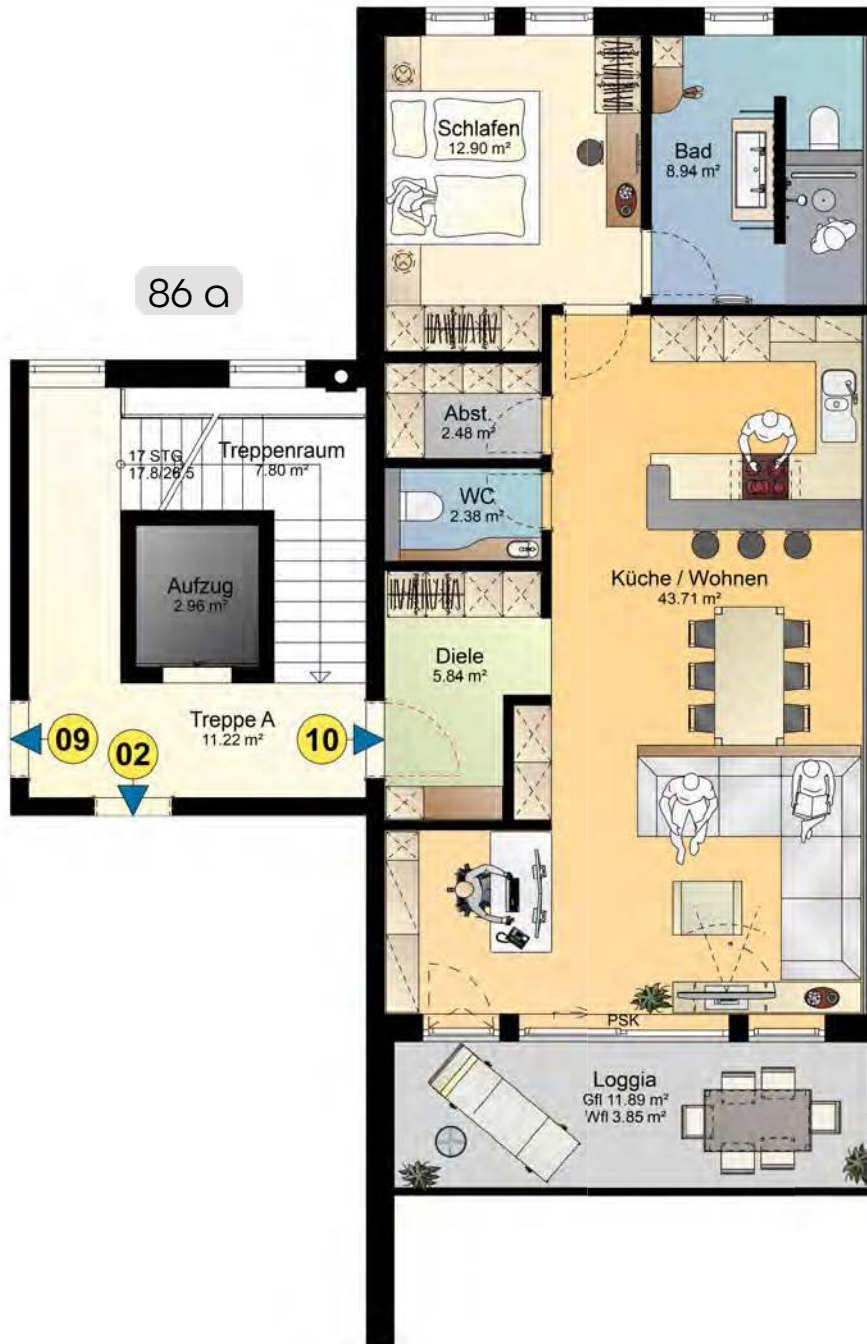 Schlafen
12.90 m²
Bad
8.94 m²
86 a
Abst.
2.48 m²
17 STG
17.8/26.5
Treppenraum
7.80 m²
WC
2.38 m²
Aufzug
2.96 m²
Küche / Wohnen
43.71 m²
Diele
5.84 m²
Treppe A
11.22 m²
09
02
10
PSK
Loggia
Gfl 11.89 m²
Wfl 3.85 m²